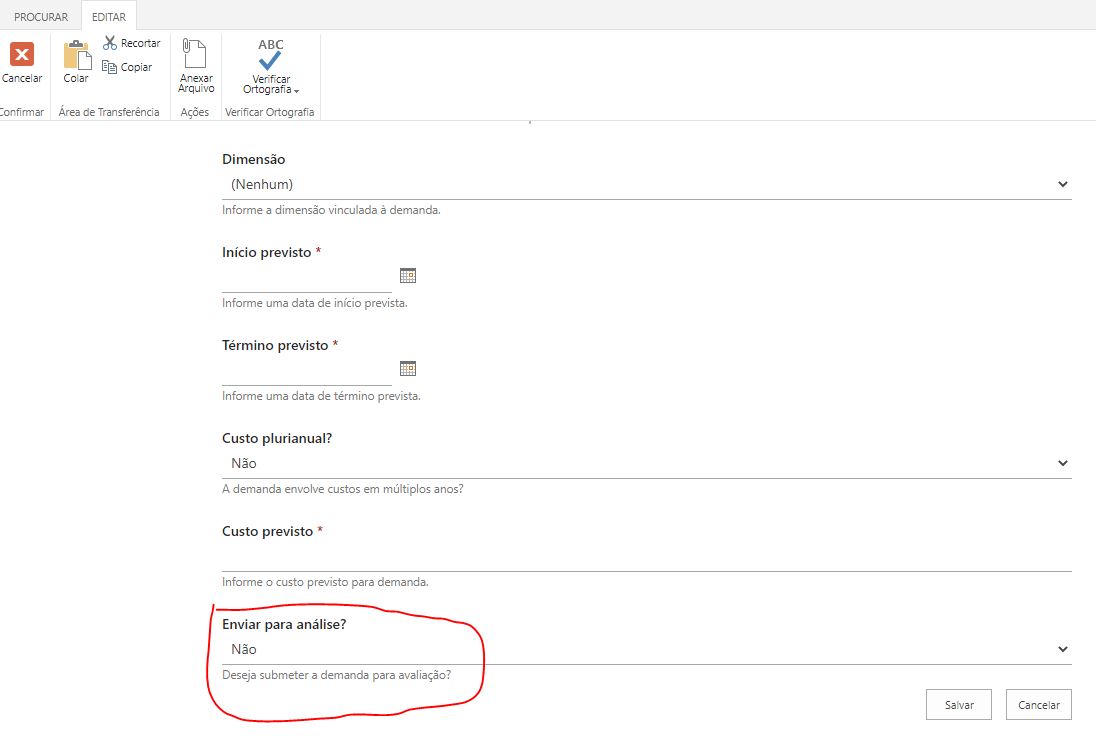 PROCURAR EDITAR
Cancelar
Colar
Recortar
Copiar
Anexar
Arquivo
ABC
Verificar
Ortografia
Confirmar Área de Transferência Ações Verificar Ortografia
Dimensão
(Nenhum)
Informe a dimensão vinculada à demanda.
Início previsto *
Informe uma data de início prevista.
Término previsto *
Informe uma data de término prevista.
Custo plurianual?
Não
A demanda envolve custos em múltiplos anos?
Custo previsto *
Informe o custo previsto para demanda.
Enviar para análise?
Não
Deseja submeter a demanda para avaliação?
Salvar Cancelar